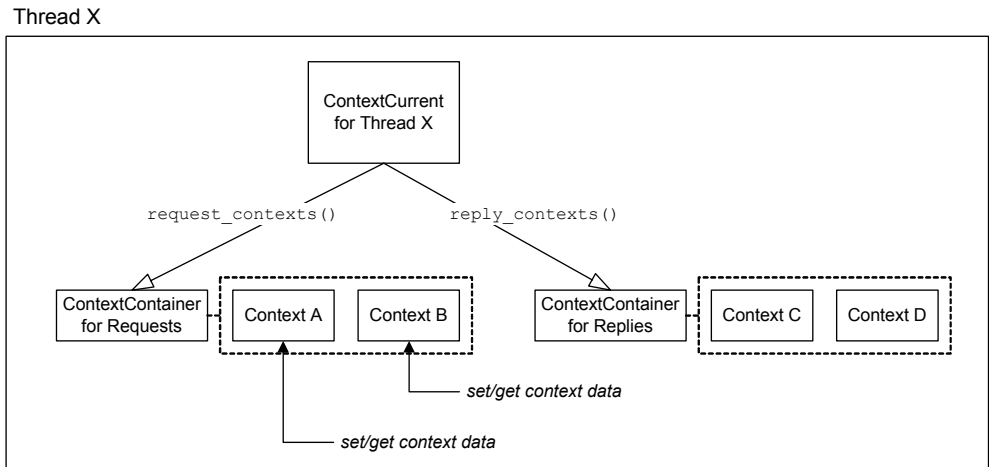 Thread X
ContextCurrent
for Thread X
request_contexts()
reply_contexts()
ContextContainer
for Requests
Context A
Context B
ContextContainer
for Replies
Context C
Context D
set/get context data
set/get context data